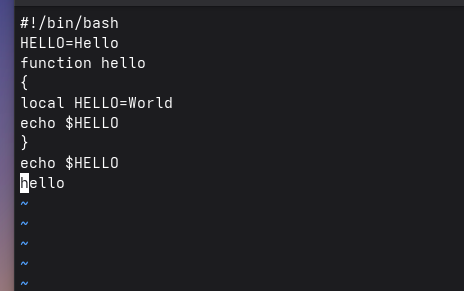 #!/bin/bash
HELLO=Hello
function hello
{
local HELLO=World
echo $HELLO
}
echo $HELLO
hello
~
~
~
~
~